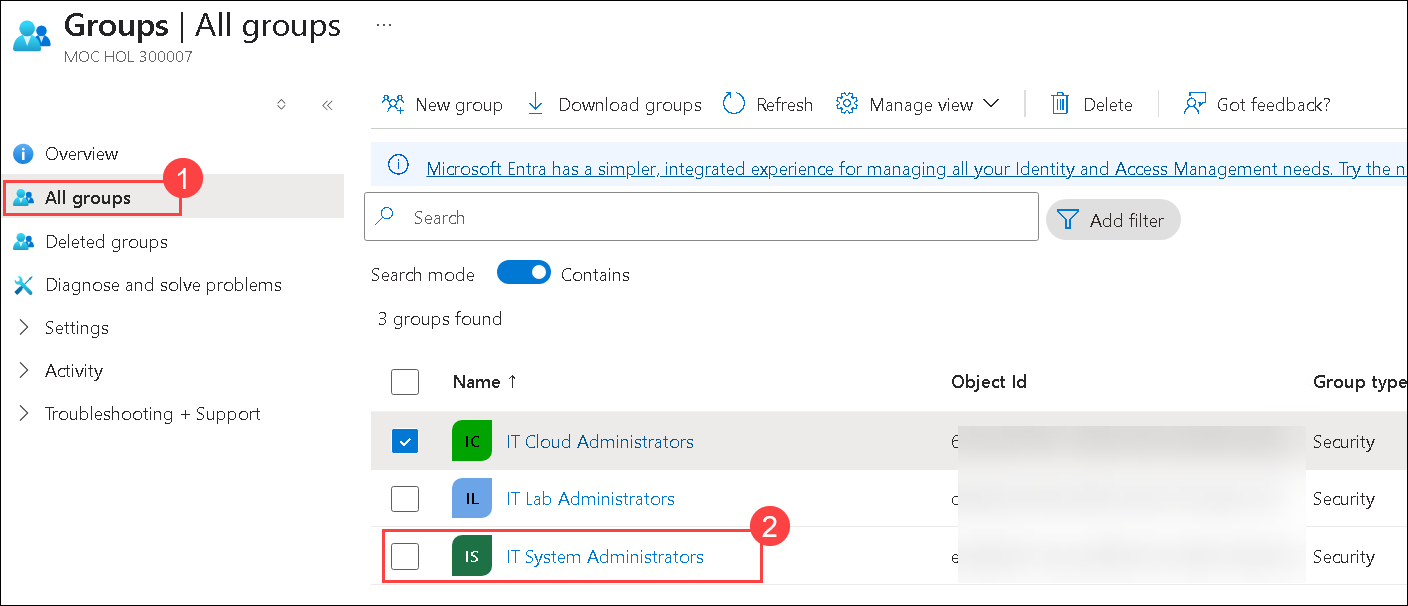 Groups | All groups ...
MOC HOL 300007
New group
Download groups
Refresh
Manage view
Delete
Got feedback?
Overview
1
All groups
Deleted groups
Diagnose and solve problems
Settings
Activity
Troubleshooting + Support
Microsoft Entra has a simpler, integrated experience for managing all your Identity and Access Management needs. Try the n
Search
Add filter
Search mode
Contains
3 groups found
Name ↑ Object Id Group type
IC IT Cloud Administrators 6 Security
IL IT Lab Administrators Security
2
IS IT System Administrators e Security